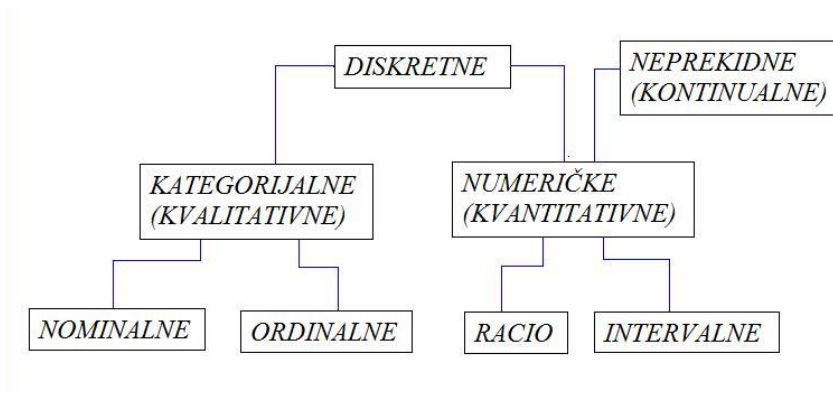 DISKRETNE
NEPREKIDNE
(KONTINUALNE)
KATEGORIJALNE
(KVALITATIVNE)
NUMERIČKE
(KVANTITATIVNE)
NOMINALNE
ORDINALNE
RACIO
INTERVALNE